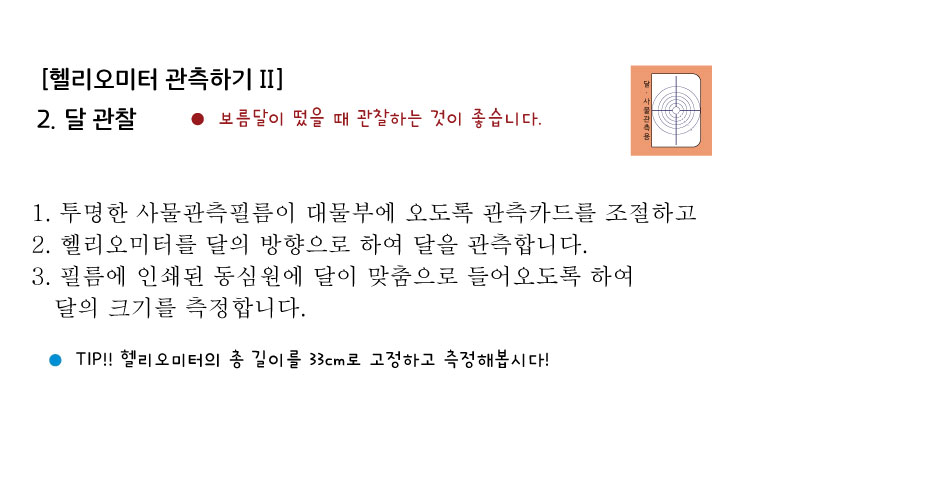 [헬리오미터 관측하기 II]
2. 달 관찰
● 보름달이 떴을 때 관찰하는 것이 좋습니다.
달·사물관측용
1. 투명한 사물관측필름이 대물부에 오도록 관측카드를 조절하고
2. 헬리오미터를 달의 방향으로 하여 달을 관측합니다.
3. 필름에 인쇄된 동심원에 달이 맞춤으로 들어오도록 하여
달의 크기를 측정합니다.
● TIP!! 헬리오미터의 총 길이를 33cm로 고정하고 측정해봅시다!